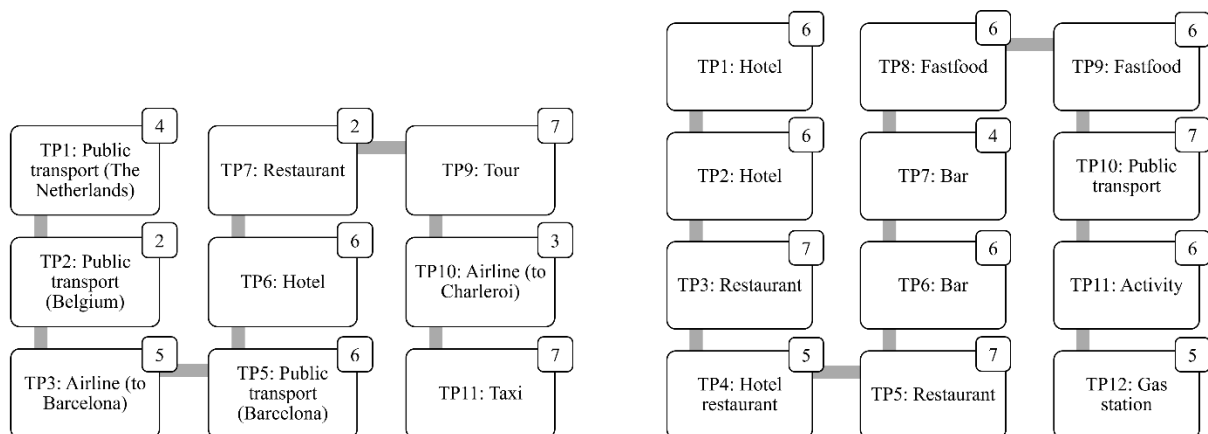 4
TP1: Public
transport (The
Netherlands)
2
TP2: Public
transport
(Belgium)
5
TP3: Airline (to
Barcelona)
6
TP5: Public
transport
(Barcelona)
6
TP6: Hotel
2
TP7: Restaurant
7
TP9: Tour
3
TP10: Airline (to
Charleroi)
7
TP11: Taxi
6
TP1: Hotel
6
TP2: Hotel
7
TP3: Restaurant
5
TP4: Hotel
restaurant
7
TP5: Restaurant
6
TP6: Bar
4
TP7: Bar
6
TP8: Fastfood
6
TP9: Fastfood
7
TP10: Public
transport
6
TP11: Activity
5
TP12: Gas
station